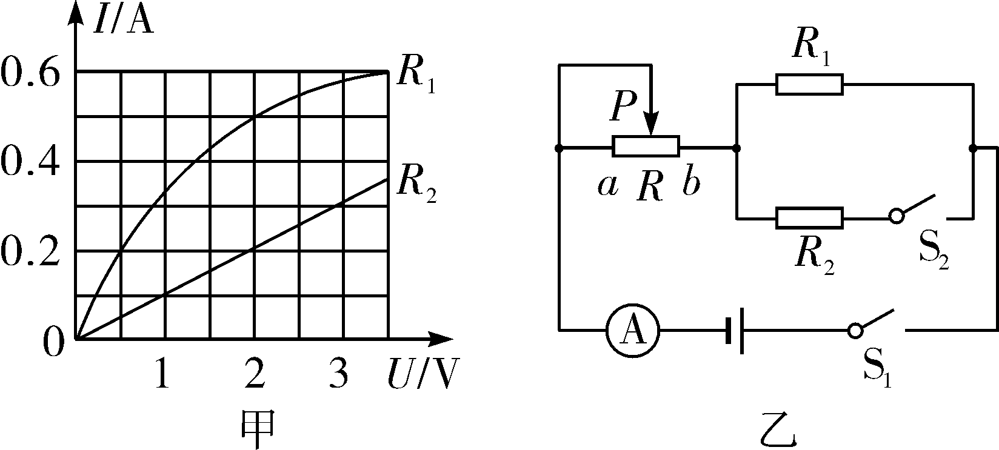 I/A
0.6
0.4
0.2
0
1 2 3 U/V
R₁
R₂
甲
R₁
P
a R b
R₂
S₂
A
S₁
乙